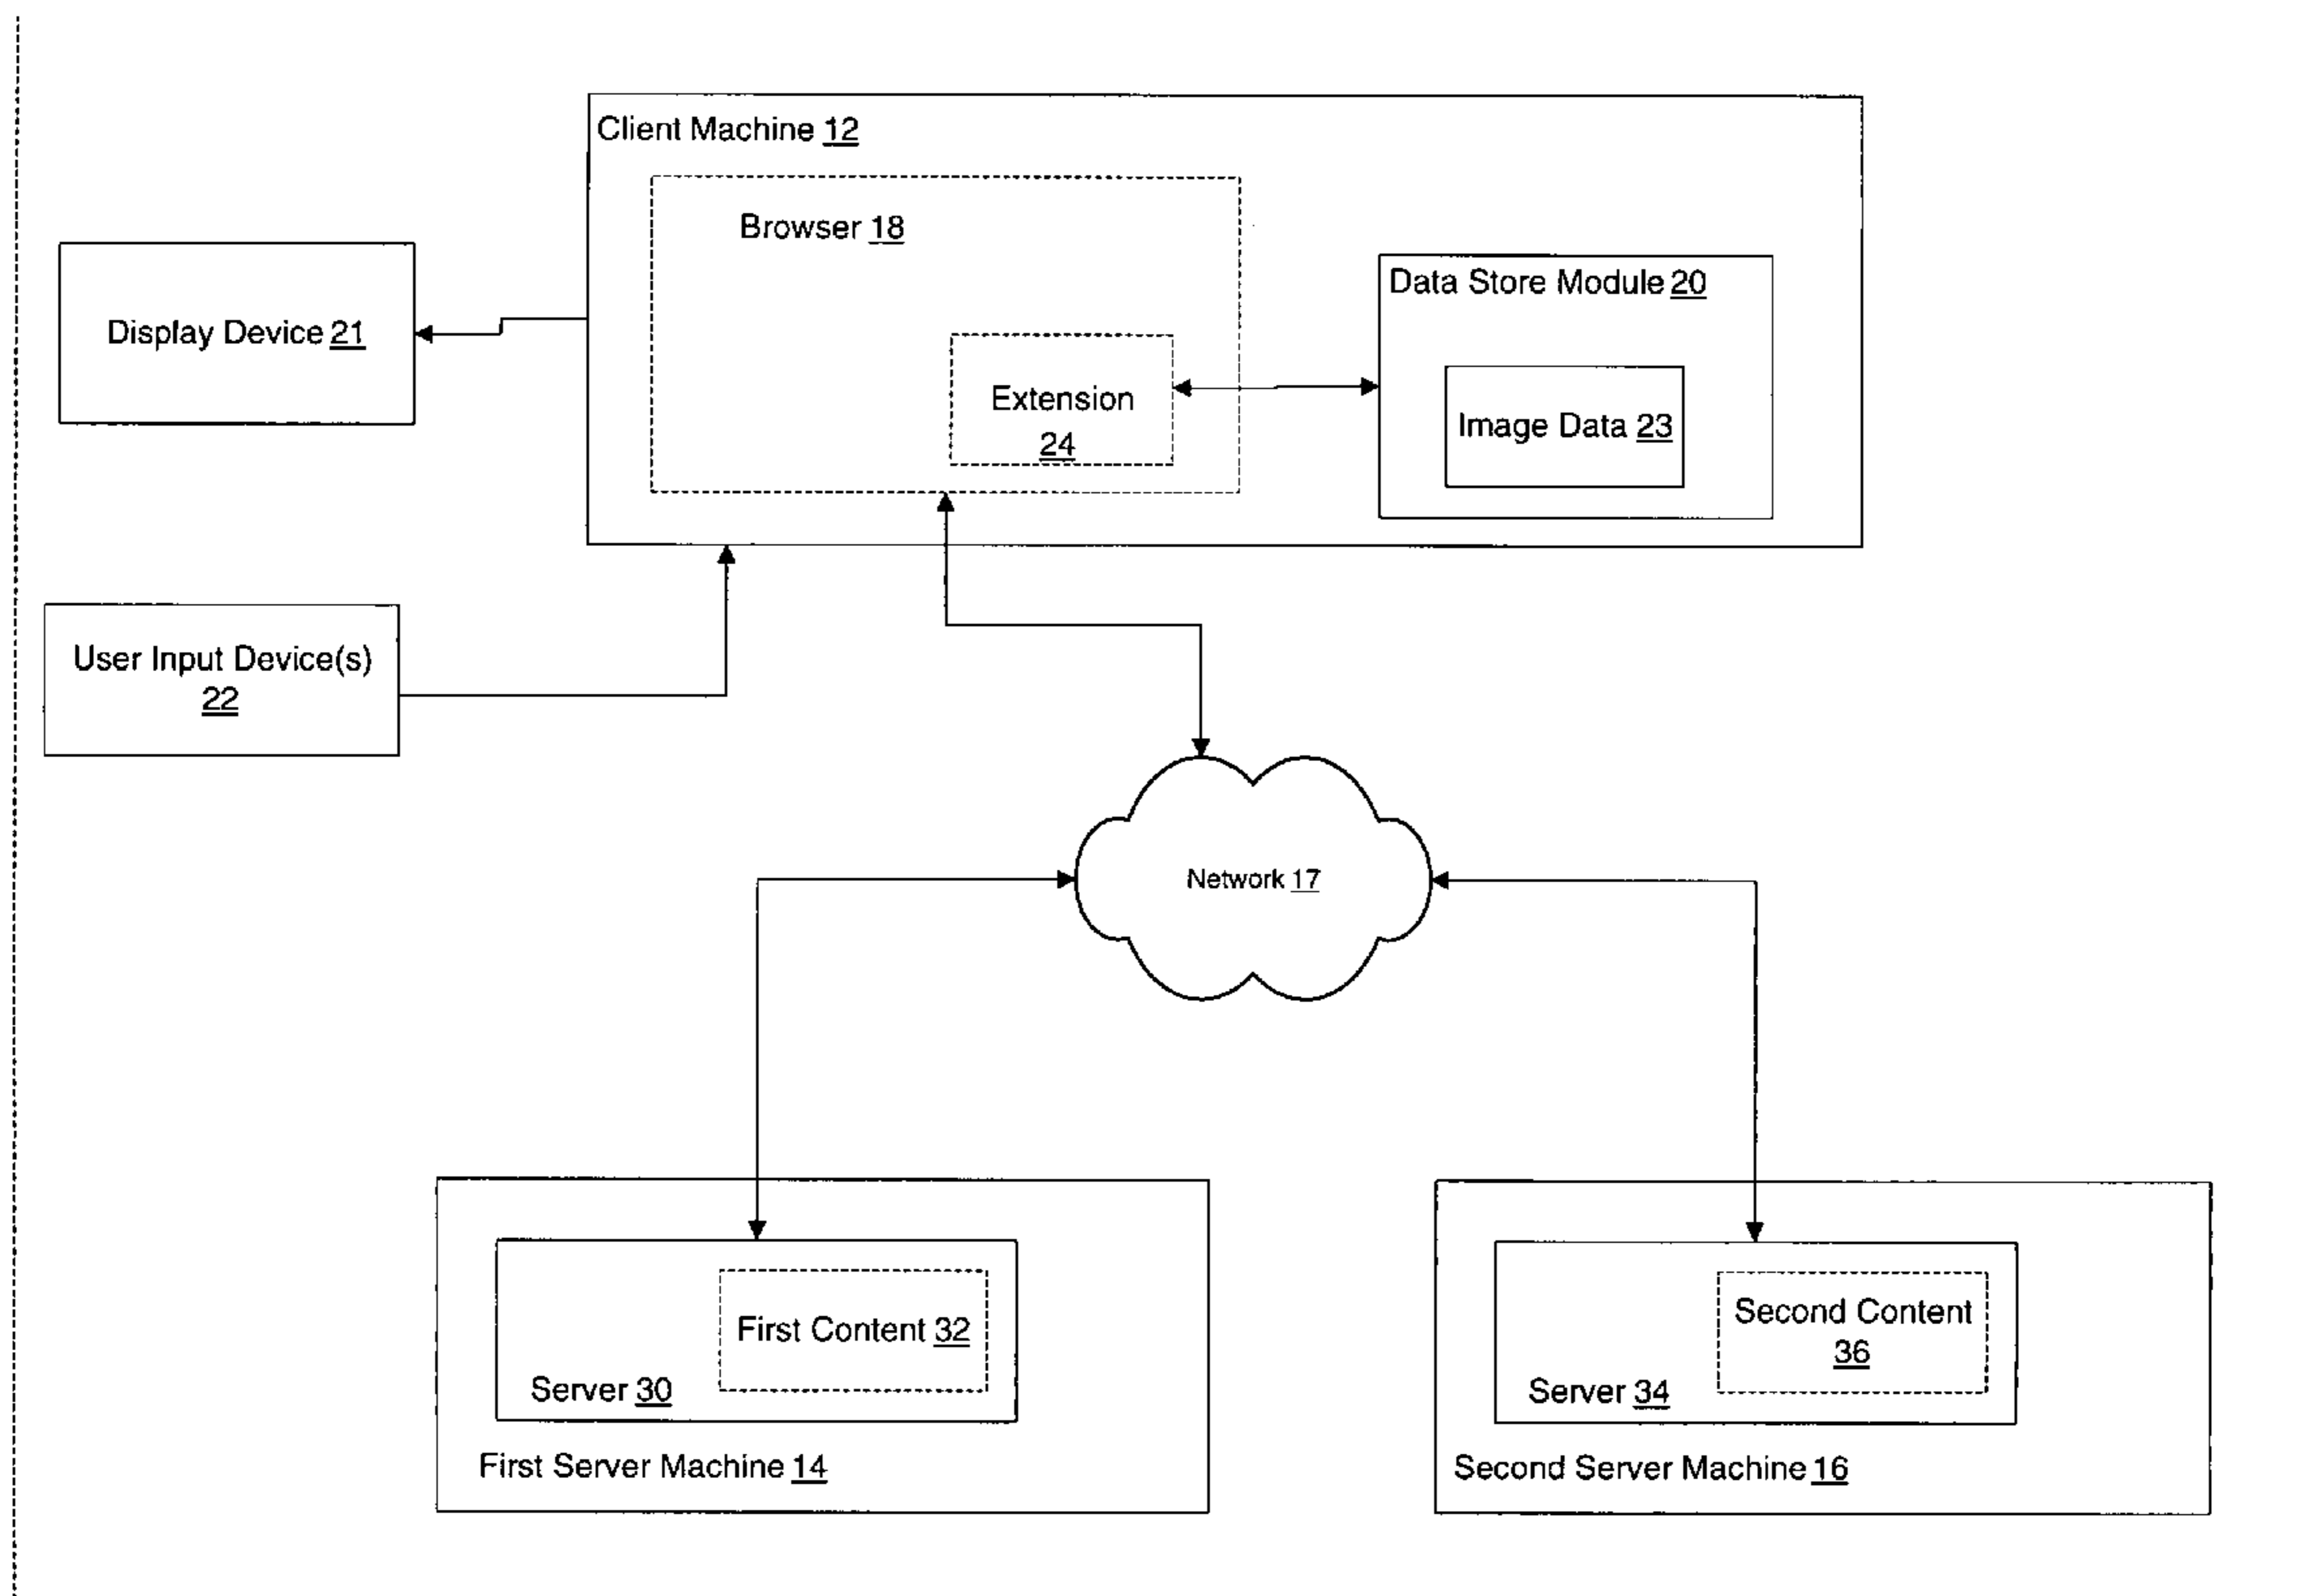 Client Machine 12
Browser 18
Data Store Module 20
Display Device 21
Extension
24
Image Data 23
User Input Device(s)
22
Network 17
First Content 32
Server 30
First Server Machine 14
Second Content
36
Server 34
Second Server Machine 16